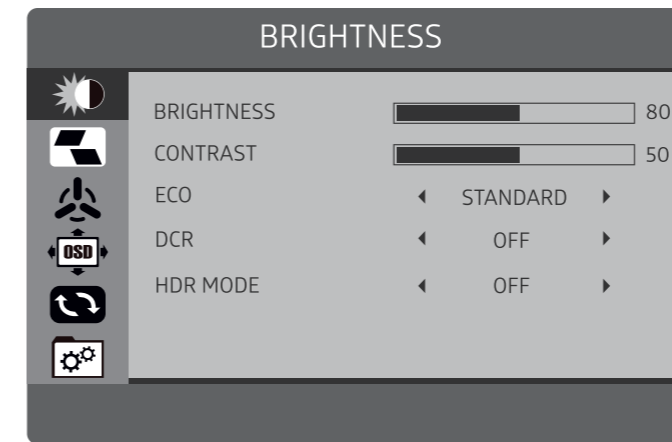 BRIGHTNESS
BRIGHTNESS 80
CONTRAST 50
ECO STANDARD
DCR OFF
OSD
HDR MODE OFF